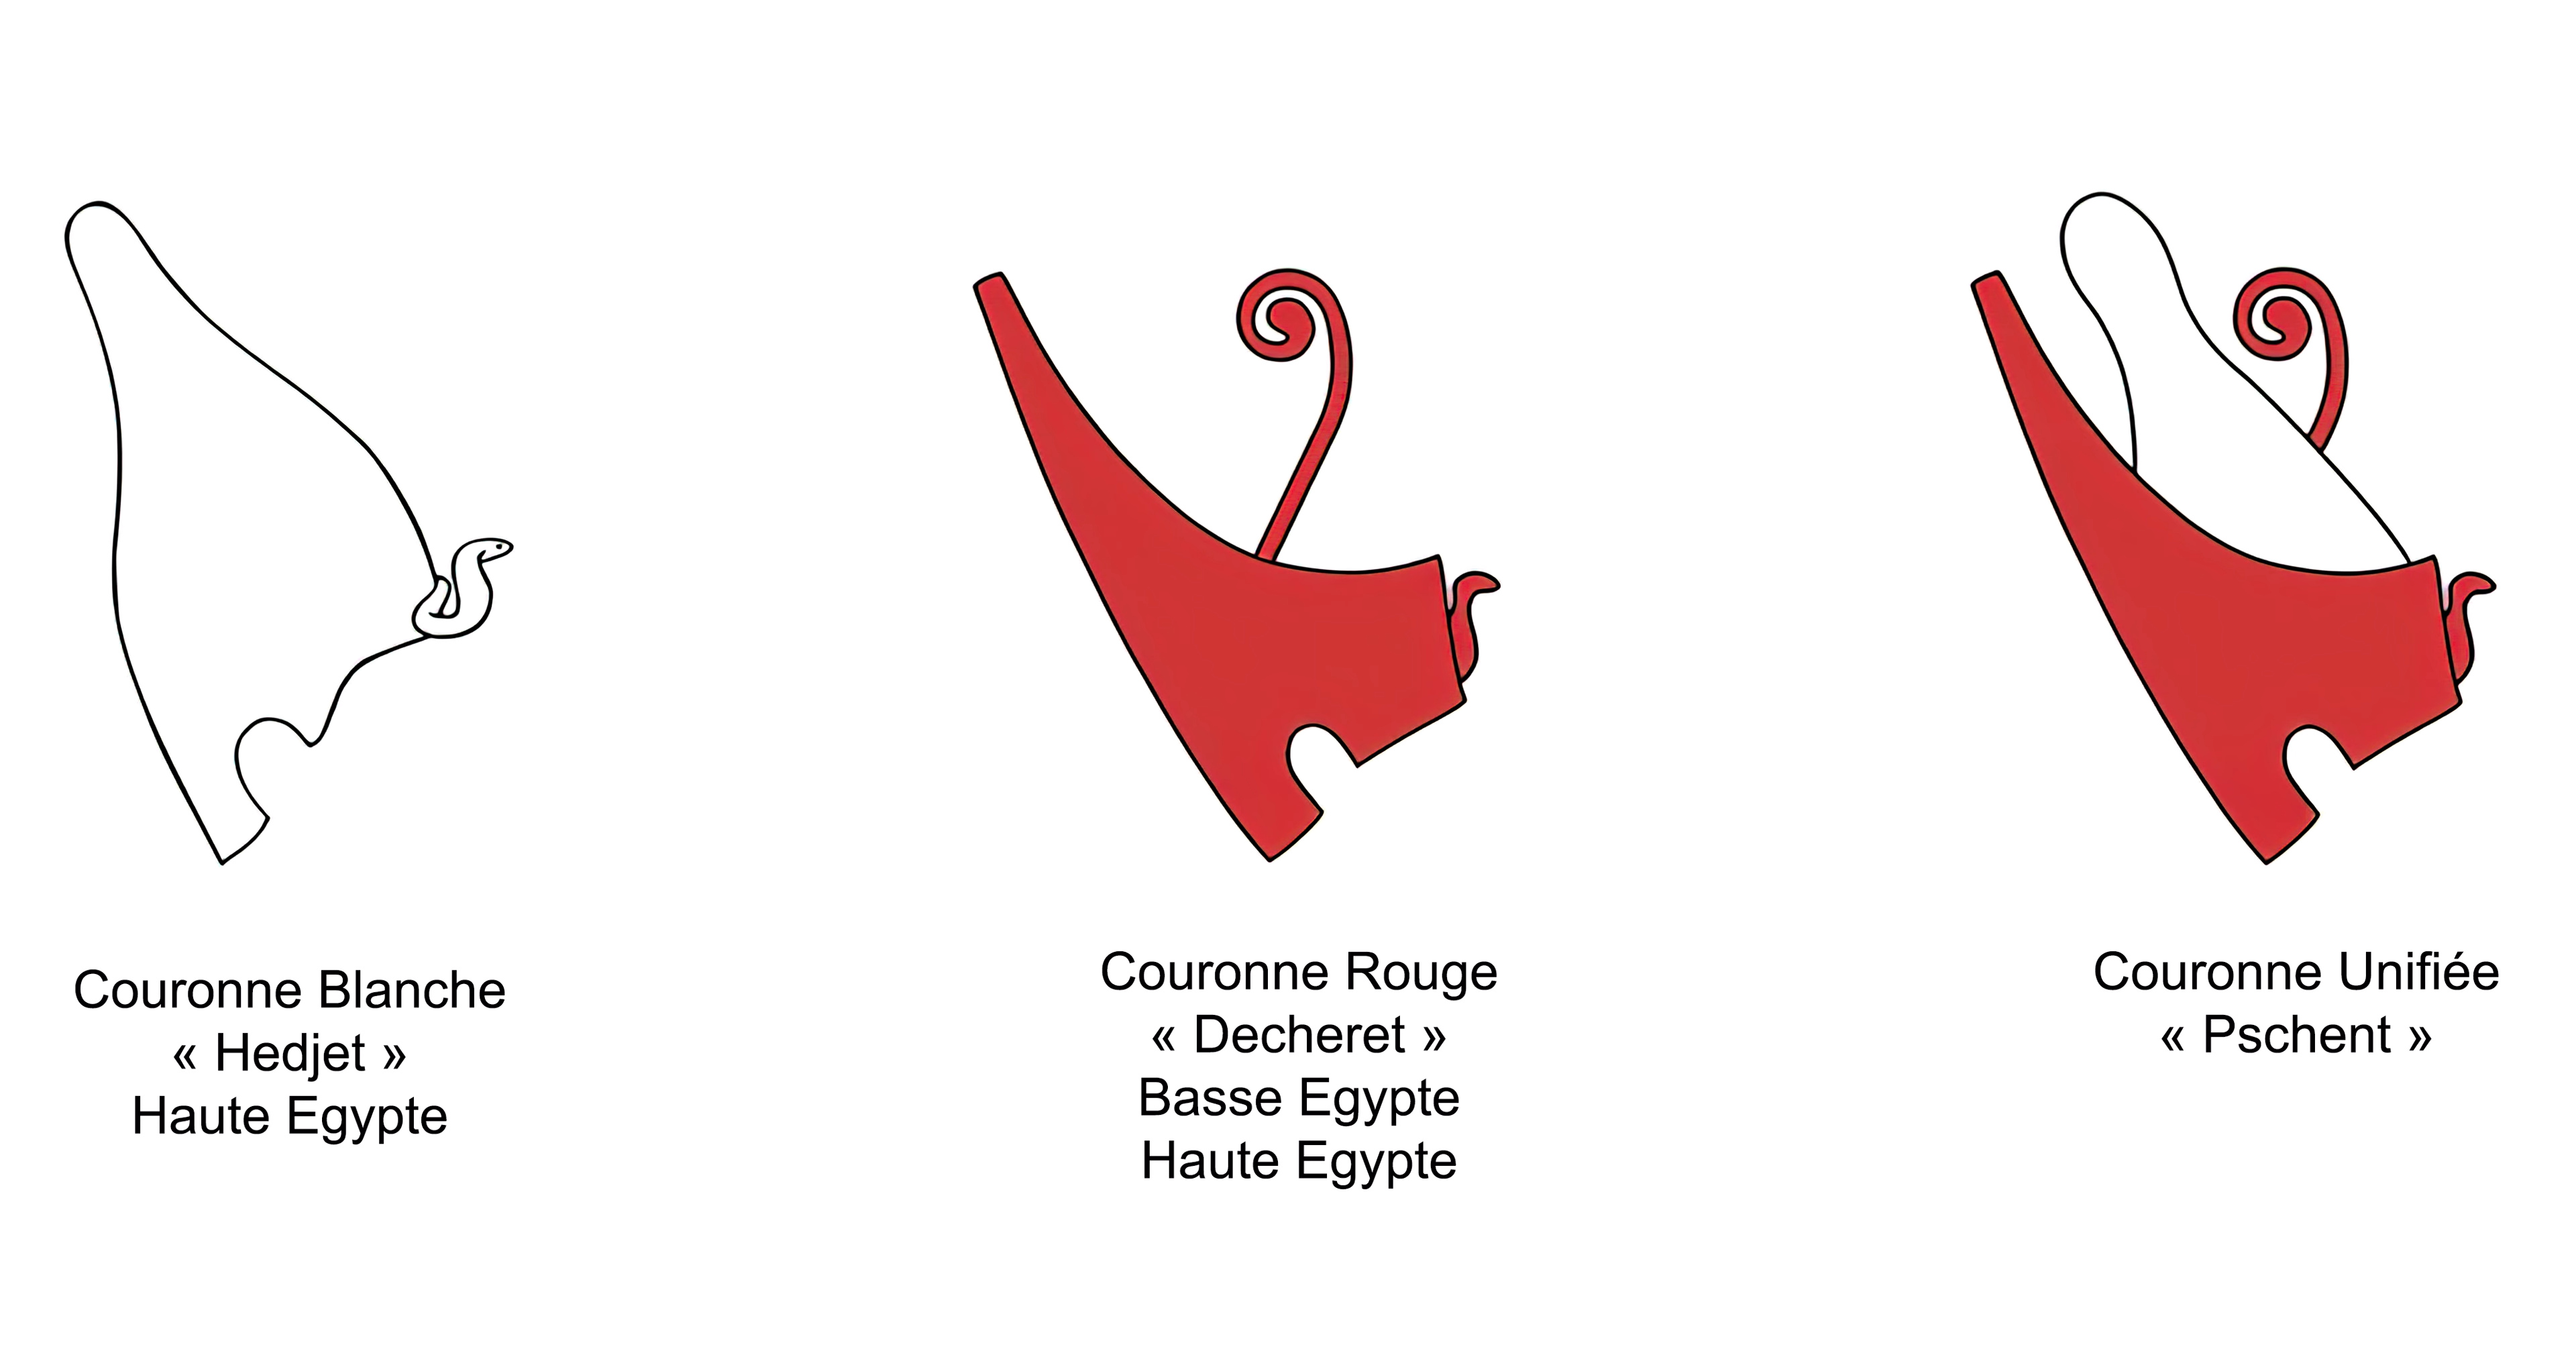 Couronne Blanche
« Hedjet »
Haute Egypte
Couronne Rouge
« Decheret »
Basse Egypte
Haute Egypte
Couronne Unifiée
« Pschent »